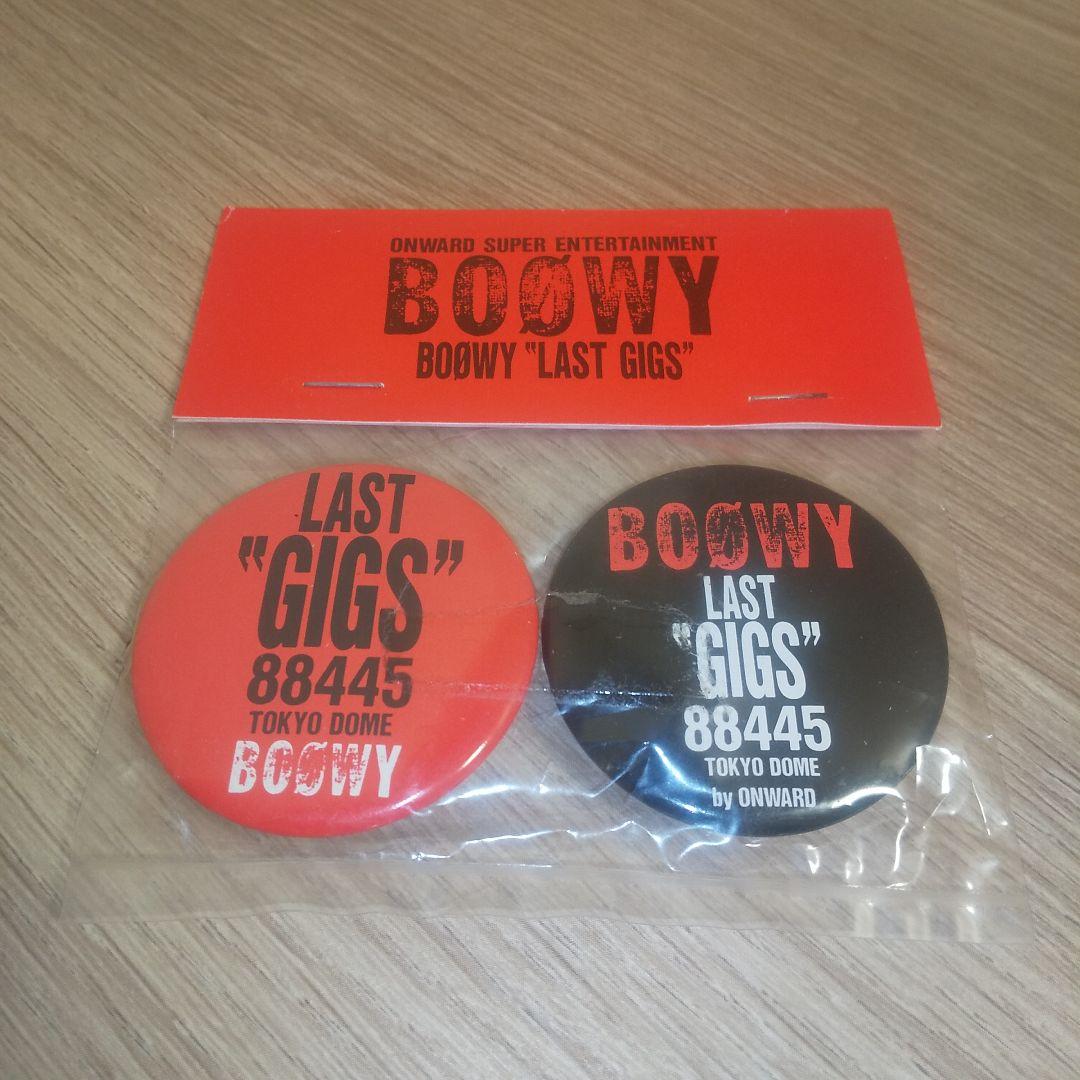 ONWARD SUPER ENTERTAINMENT
BOØWY
BOØWY "LAST GIGS"
LAST
"GIGS"
88445
TOKYO DOME
BOØWY
BOØWY
LAST
"GIGS"
88445
TOKYO DOME
by ONWARD